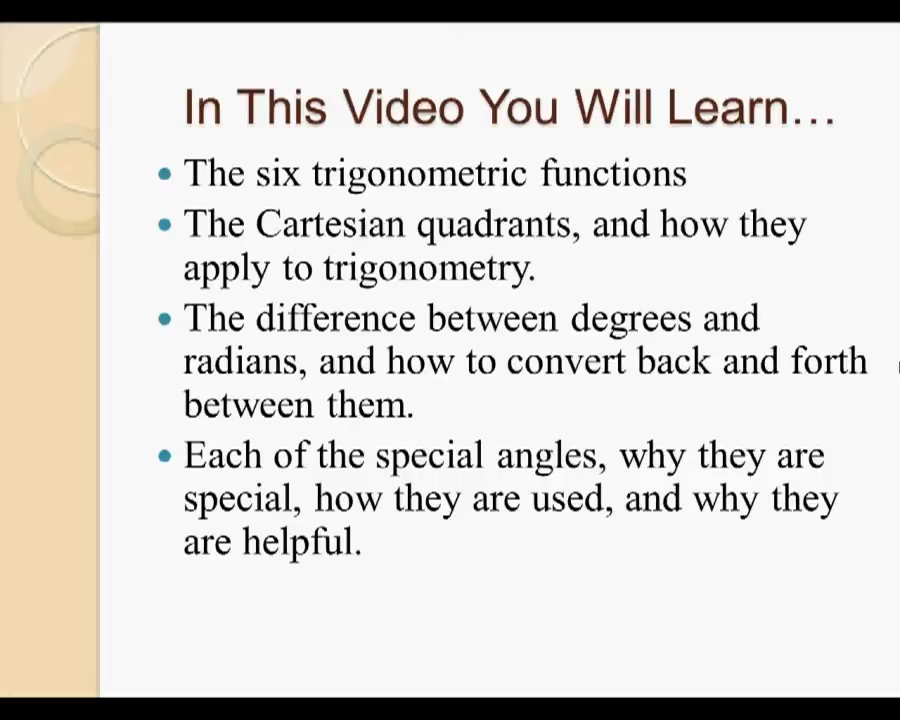 In This Video You Will Learn...
• The six trigonometric functions
• The Cartesian quadrants, and how they
apply to trigonometry.
• The difference between degrees and
radians, and how to convert back and forth
between them.
• Each of the special angles, why they are
special, how they are used, and why they
are helpful.